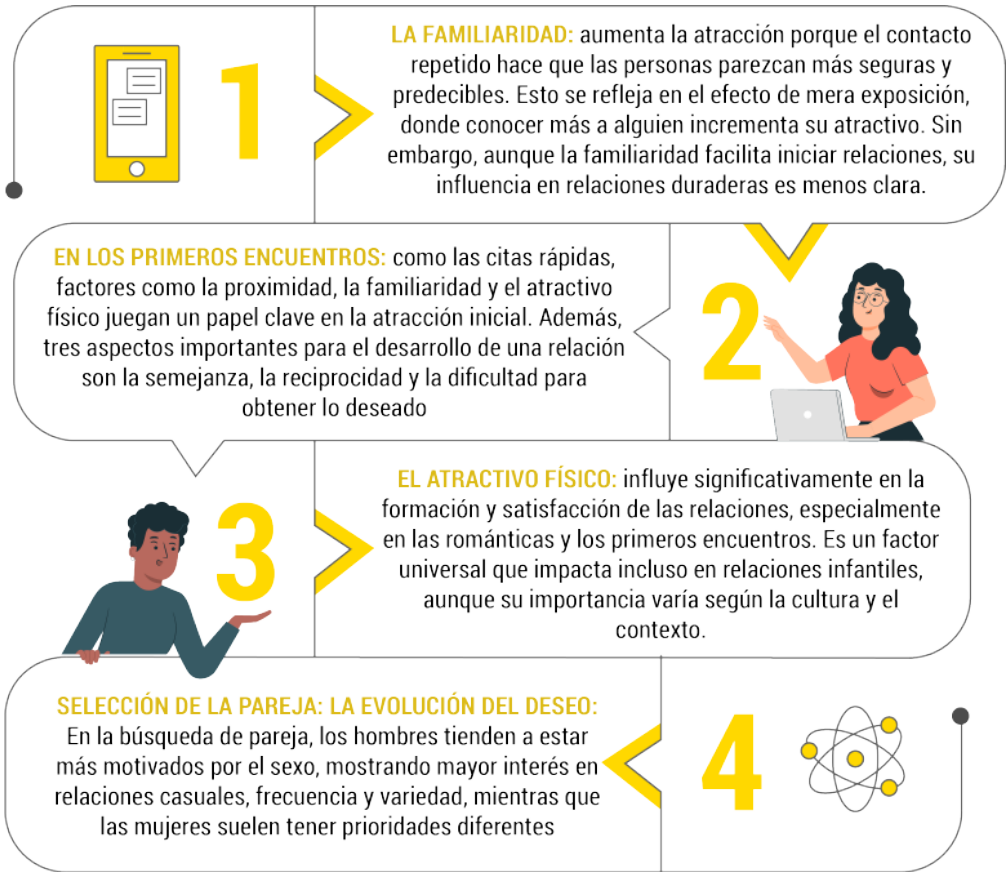 1
LA FAMILIARIDAD: aumenta la atracción porque el contacto
repetido hace que las personas parezcan más seguras y
predecibles. Esto se refleja en el efecto de mera exposición,
donde conocer más a alguien incrementa su atractivo. Sin
embargo, aunque la familiaridad facilita iniciar relaciones, su
influencia en relaciones duraderas es menos clara.
EN LOS PRIMEROS ENCUENTROS: como las citas rápidas,
factores como la proximidad, la familiaridad y el atractivo
físico juegan un papel clave en la atracción inicial. Además,
tres aspectos importantes para el desarrollo de una relación
son la semejanza, la reciprocidad y la dificultad para
obtener lo deseado
2
3
EL ATRACTIVO FÍSICO: influye significativamente en la
formación y satisfacción de las relaciones, especialmente
en las románticas y los primeros encuentros. Es un factor
universal que impacta incluso en relaciones infantiles,
aunque su importancia varía según la cultura y el
contexto.
SELECCIÓN DE LA PAREJA: LA EVOLUCIÓN DEL DESEO:
En la búsqueda de pareja, los hombres tienden a estar
más motivados por el sexo, mostrando mayor interés en
relaciones casuales, frecuencia y variedad, mientras que
las mujeres suelen tener prioridades diferentes
4